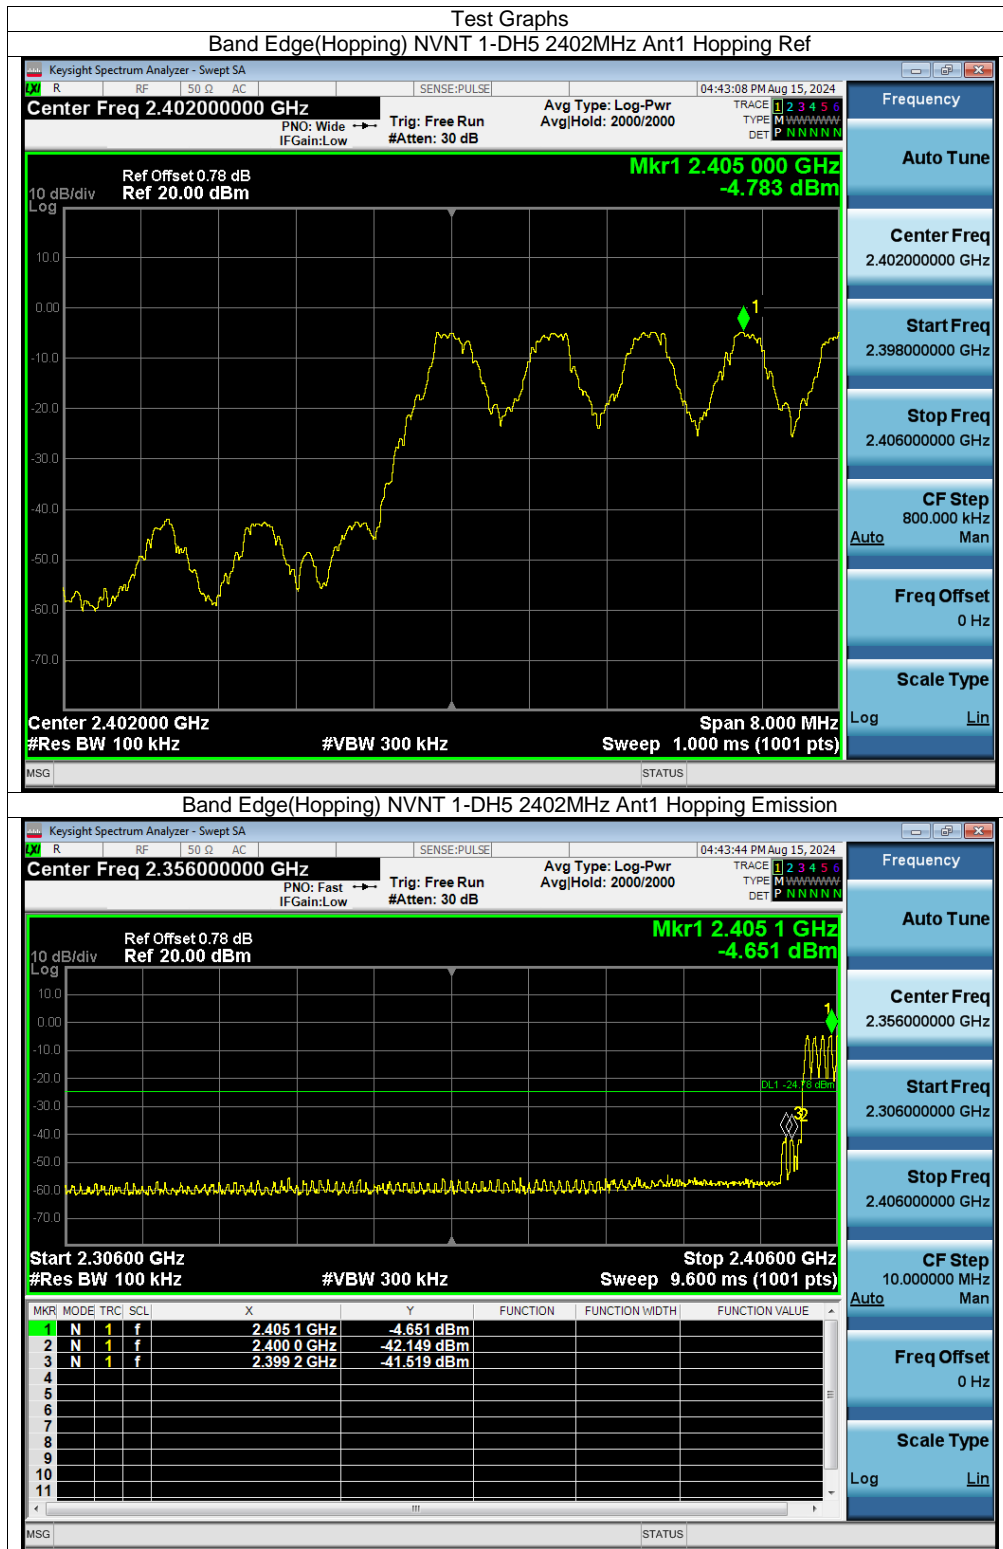 Test Graphs
Band Edge(Hopping) NVNT 1-DH5 2402MHz Ant1 Hopping Ref
Keysight Spectrum Analyzer - Swept SA
LXI R RF 50 Ω AC SENSE:PULSE 04:43:08 PM Aug 15, 2024
Center Freq 2.402000000 GHz
PNO: Wide
IFGain:Low
Trig: Free Run
#Atten: 30 dB
Avg Type: Log-Pwr
Avg|Hold: 2000/2000
TRACE 1 2 3 4 5 6
TYPE M WWWWW
DET P N N N N N
Mkr1 2.405 000 GHz
-4.783 dBm
Ref Offset 0.78 dB
10 dB/div Ref 20.00 dBm
Log
10.0
0.00
-10.0
-20.0
-30.0
-40.0
-50.0
-60.0
-70.0
1
Center 2.402000 GHz Span 8.000 MHz
#Res BW 100 kHz #VBW 300 kHz Sweep 1.000 ms (1001 pts)
MSG STATUS
Frequency
Auto Tune
Center Freq
2.402000000 GHz
Start Freq
2.398000000 GHz
Stop Freq
2.406000000 GHz
CF Step
800.000 kHz
Auto Man
Freq Offset
0 Hz
Scale Type
Log Lin
Band Edge(Hopping) NVNT 1-DH5 2402MHz Ant1 Hopping Emission
Keysight Spectrum Analyzer - Swept SA
LXI R RF 50 Ω AC SENSE:PULSE 04:43:44 PM Aug 15, 2024
Center Freq 2.356000000 GHz
PNO: Fast
IFGain:Low
Trig: Free Run
#Atten: 30 dB
Avg Type: Log-Pwr
Avg|Hold: 2000/2000
TRACE 1 2 3 4 5 6
TYPE M WWWWW
DET P N N N N N
Mkr1 2.405 1 GHz
-4.651 dBm
Ref Offset 0.78 dB
10 dB/div Ref 20.00 dBm
Log
10.0
0.00
-10.0
-20.0
-30.0
-40.0
-50.0
-60.0
-70.0
1
DL1 -24.78 dBm
3 2
Start 2.30600 GHz Stop 2.40600 GHz
#Res BW 100 kHz #VBW 300 kHz Sweep 9.600 ms (1001 pts)
MKR MODE TRC SCL X Y FUNCTION FUNCTION WIDTH FUNCTION VALUE
1 N 1 f 2.405 1 GHz -4.651 dBm
2 N 1 f 2.400 0 GHz -42.149 dBm
3 N 1 f 2.399 2 GHz -41.519 dBm
4
5
6
7
8
9
10
11
MSG STATUS
Frequency
Auto Tune
Center Freq
2.356000000 GHz
Start Freq
2.306000000 GHz
Stop Freq
2.406000000 GHz
CF Step
10.000000 MHz
Auto Man
Freq Offset
0 Hz
Scale Type
Log Lin